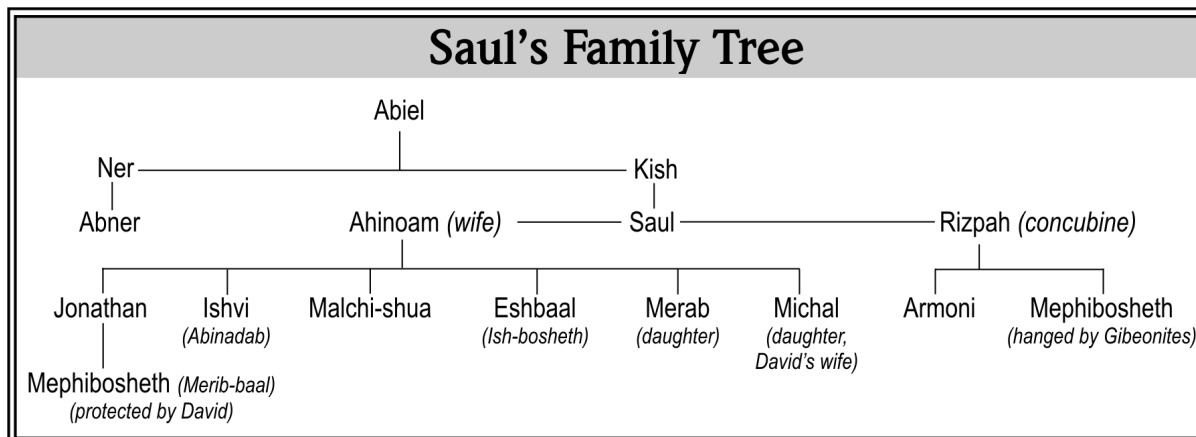 Saul's Family Tree
Abiel
Ner Kish
Abner Ahinoam (wife) Saul Rizpah (concubine)
Jonathan Ishvi Malchi-shua Eshbaal Merab Michal Armoni Mephibosheth
(Abinadab) (Ish-bosheth) (daughter) (daughter, (hanged by Gibeonites)
David's wife)
Mephibosheth (Merib-baal)
(protected by David)